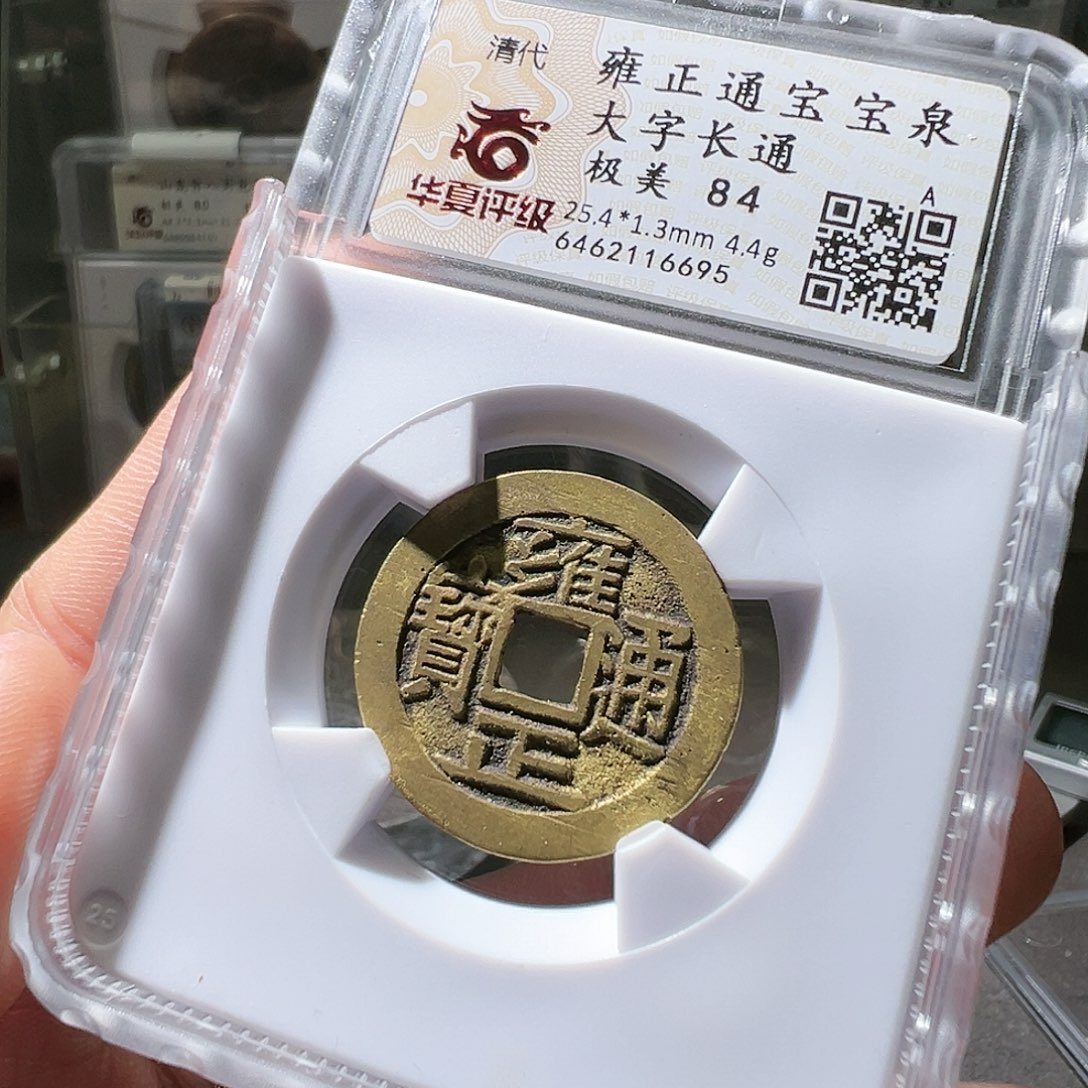 清代
华夏评级
雍正通宝宝泉
大字长通
极美 84
25.4*1.3mm 4.4g
6462116695
A
雍正通寶
25